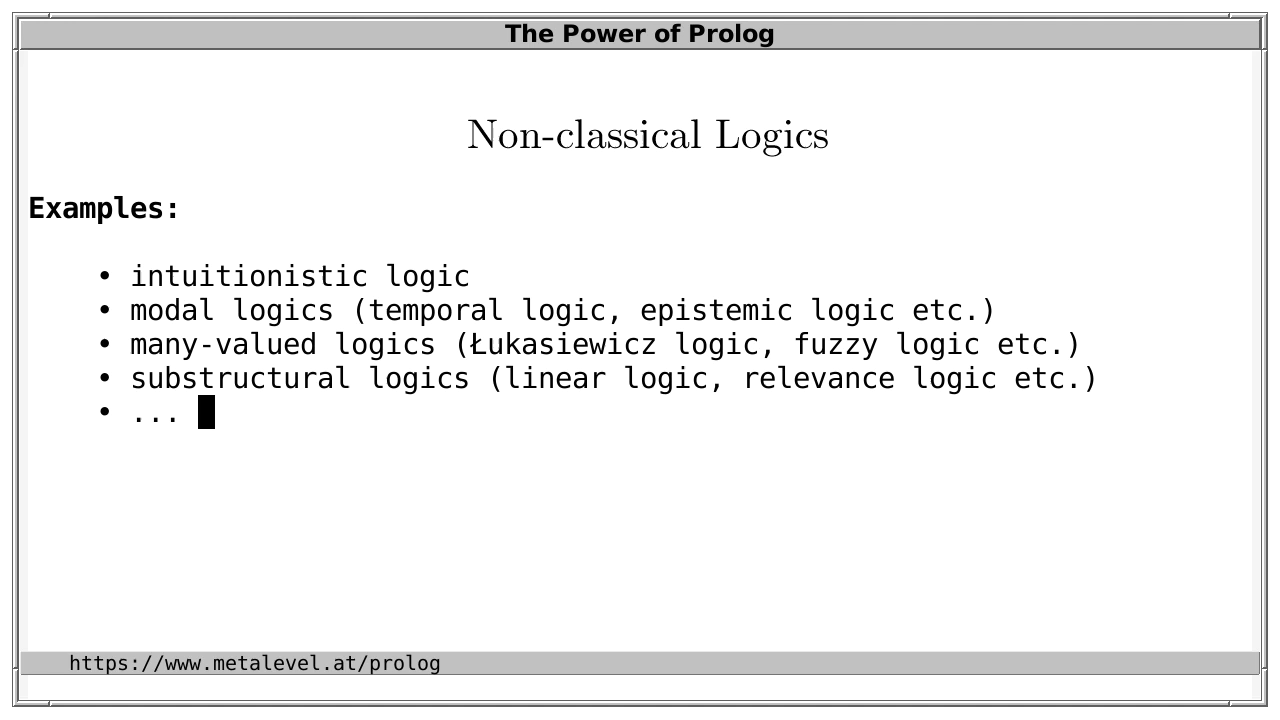 The Power of Prolog
Non-classical Logics
Examples:
• intuitionistic logic
• modal logics (temporal logic, epistemic logic etc.)
• many-valued logics (Łukasiewicz logic, fuzzy logic etc.)
• substructural logics (linear logic, relevance logic etc.)
• ...
https://www.metalevel.at/prolog